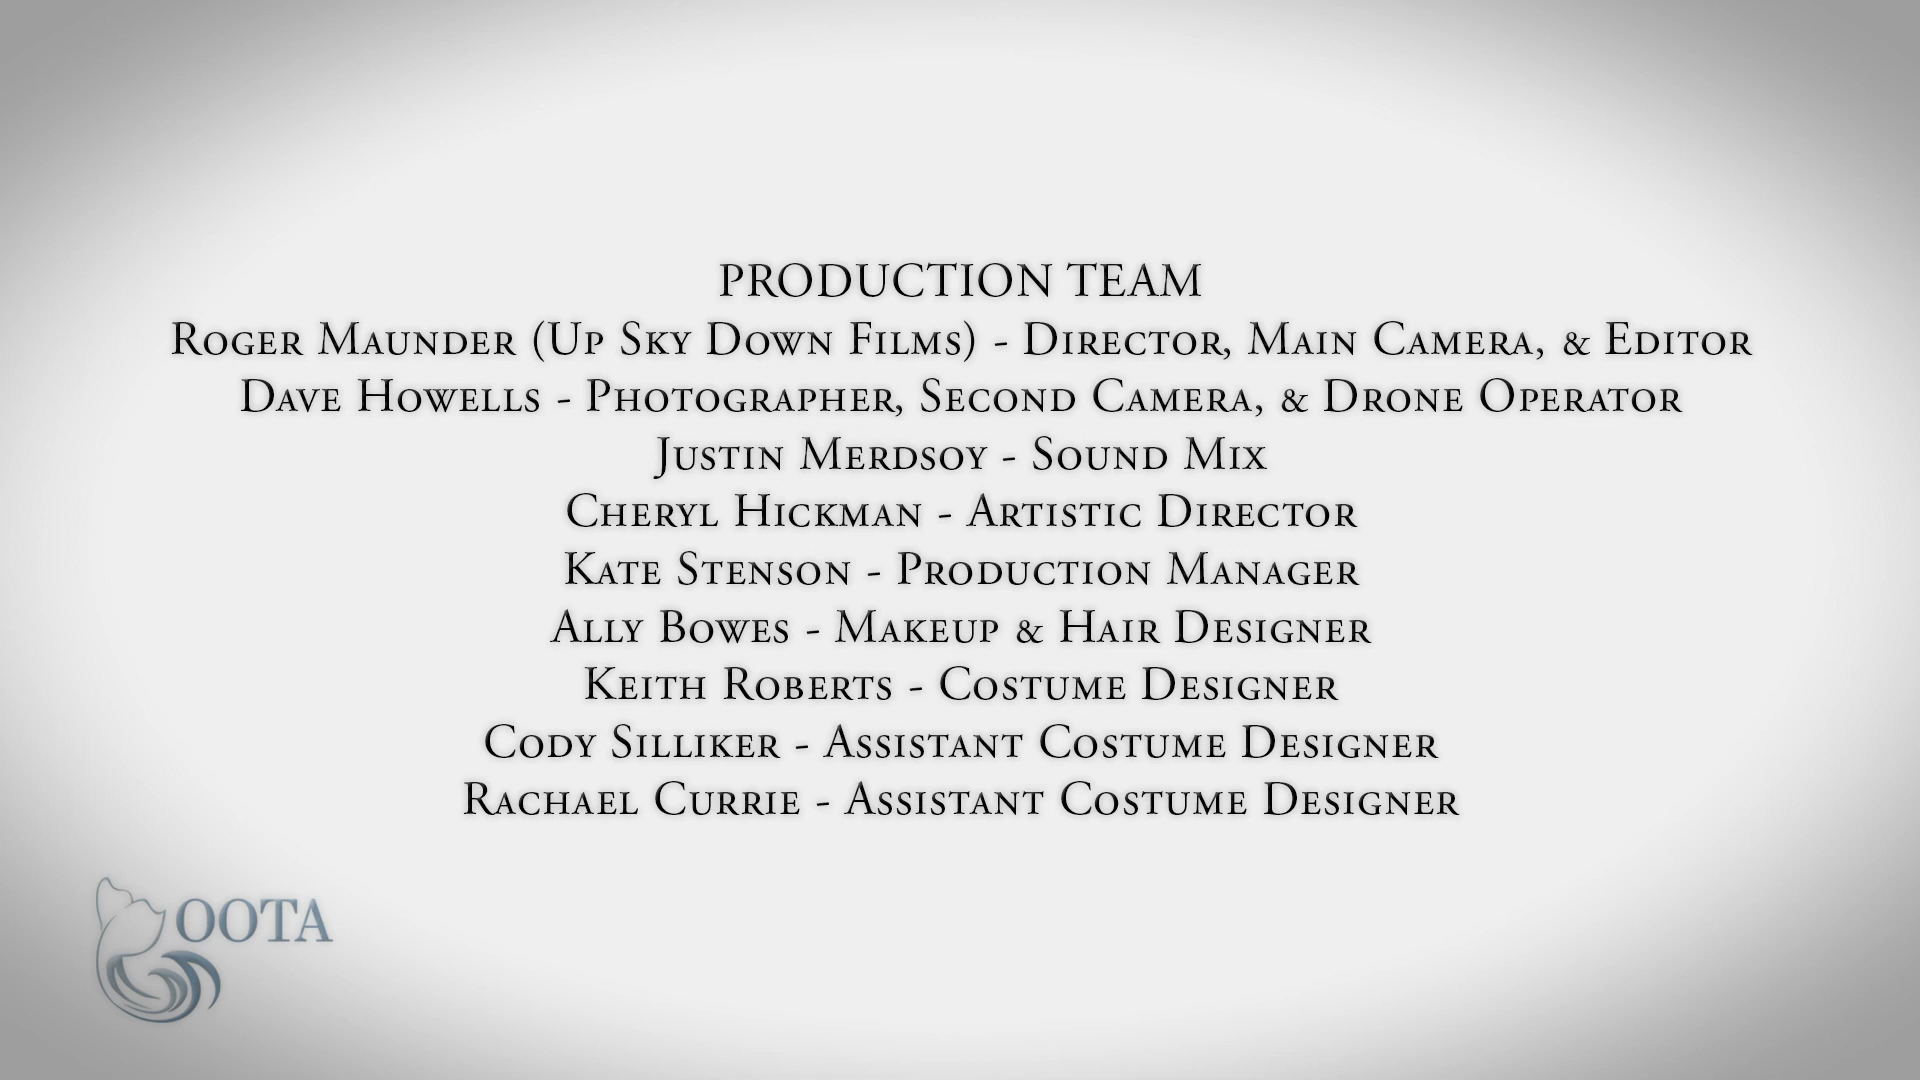 PRODUCTION TEAM
Roger Maunder (Up Sky Down Films) - Director, Main Camera, & Editor
Dave Howells - Photographer, Second Camera, & Drone Operator
Justin Merdsoy - Sound Mix
Cheryl Hickman - Artistic Director
Kate Stenson - Production Manager
Ally Bowes - Makeup & Hair Designer
Keith Roberts - Costume Designer
Cody Silliker - Assistant Costume Designer
Rachael Currie - Assistant Costume Designer
OOTA